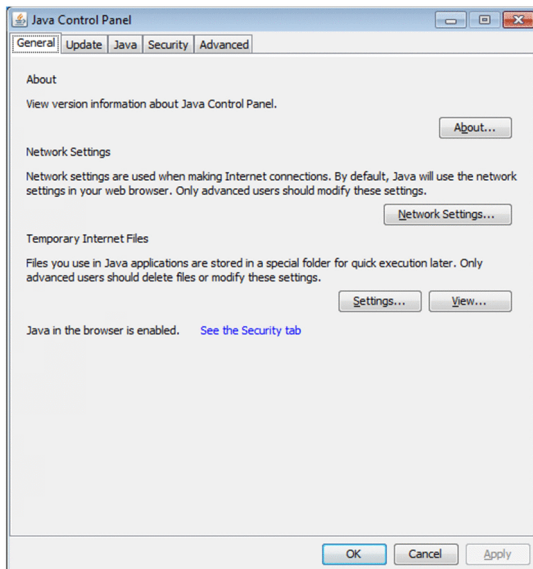 Java Control Panel
General Update Java Security Advanced
About
View version information about Java Control Panel.
About...
Network Settings
Network settings are used when making Internet connections. By default, Java will use the network
settings in your web browser. Only advanced users should modify these settings.
Network Settings...
Temporary Internet Files
Files you use in Java applications are stored in a special folder for quick execution later. Only
advanced users should delete files or modify these settings.
Settings... View...
Java in the browser is enabled. See the Security tab
OK Cancel Apply